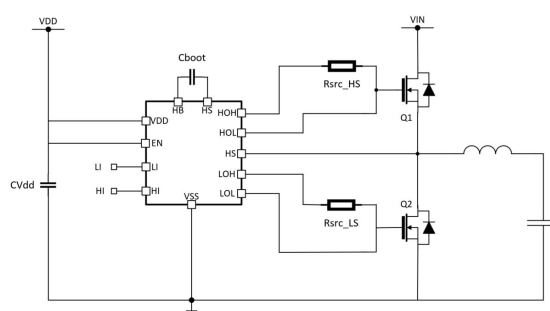 VDD
VIN
Cboot
Rsrc_HS
Q1
HB HS
HOH
VDD
HOL
EN
HS
LI
LI
LOH
CVdd
HI
HI
LOL
VSS
Q2
Rsrc_LS